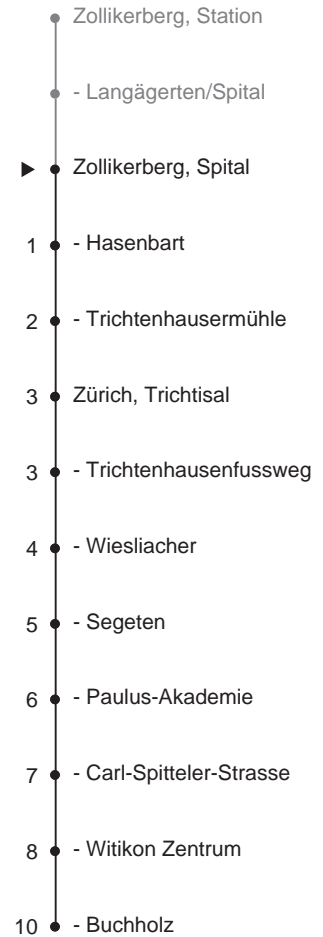 Zollikerberg, Station
- Langägerten/Spital
Zollikerberg, Spital
1 - Hasenbart
2 - Trichtenhausermühle
3 Zürich, Trichtisal
3 - Trichtenhausenfussweg
4 - Wiesliacher
5 - Segeten
6 - Paulus-Akademie
7 - Carl-Spitteler-Strasse
8 - Witikon Zentrum
10 - Buchholz